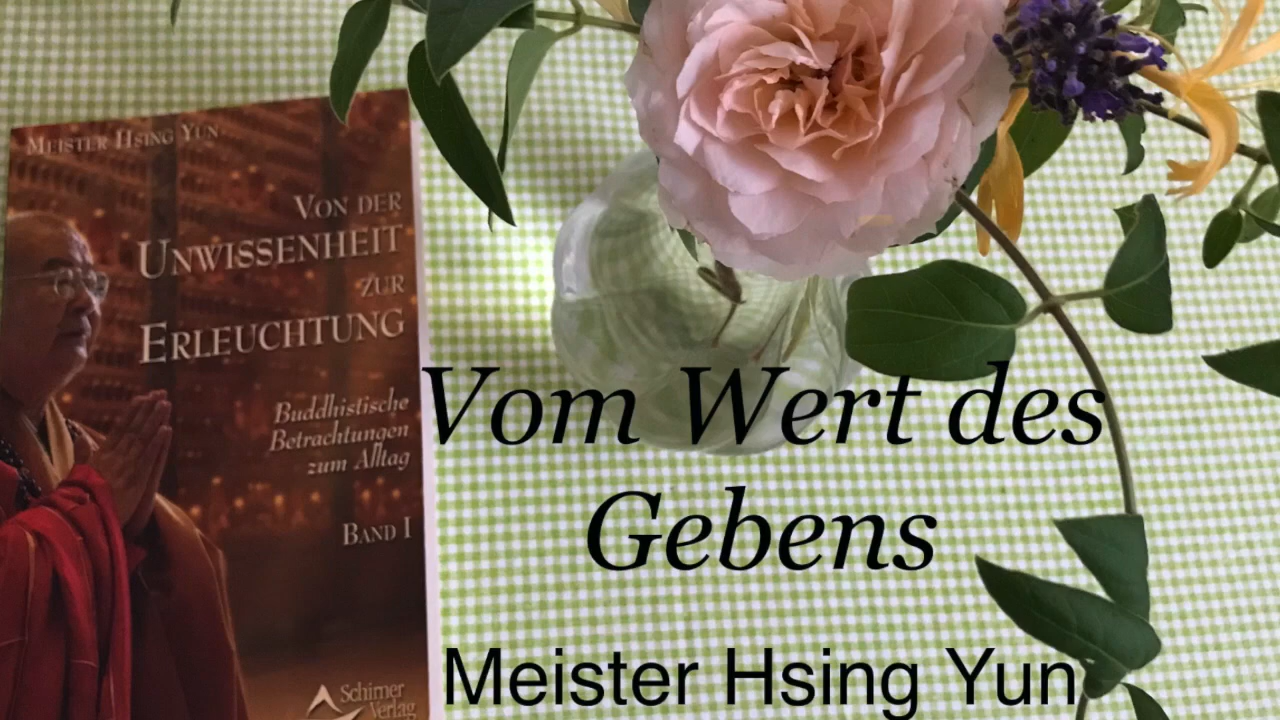 MEISTER HSING YUN
VON DER
UNWISSENHEIT
ZUR
ERLEUCHTUNG
Buddhistische
Betrachtungen
zum Alltag
BAND I
Schirner
Verlag
Vom Wert des
Gebens
Meister Hsing Yun